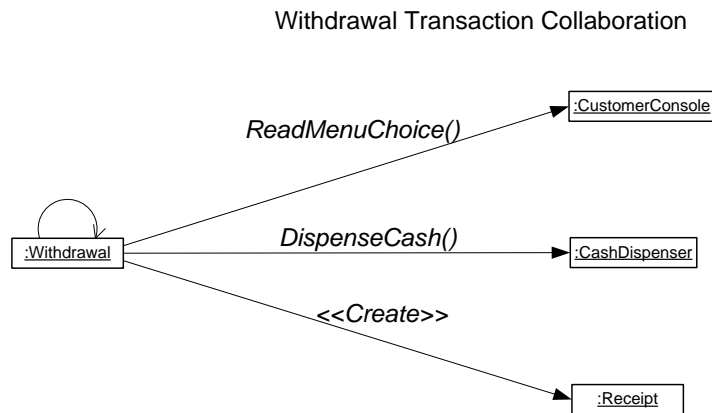 Withdrawal Transaction Collaboration
:CustomerConsole
ReadMenuChoice()
DispenseCash()
:Withdrawal
:CashDispenser
<<Create>>
:Receipt